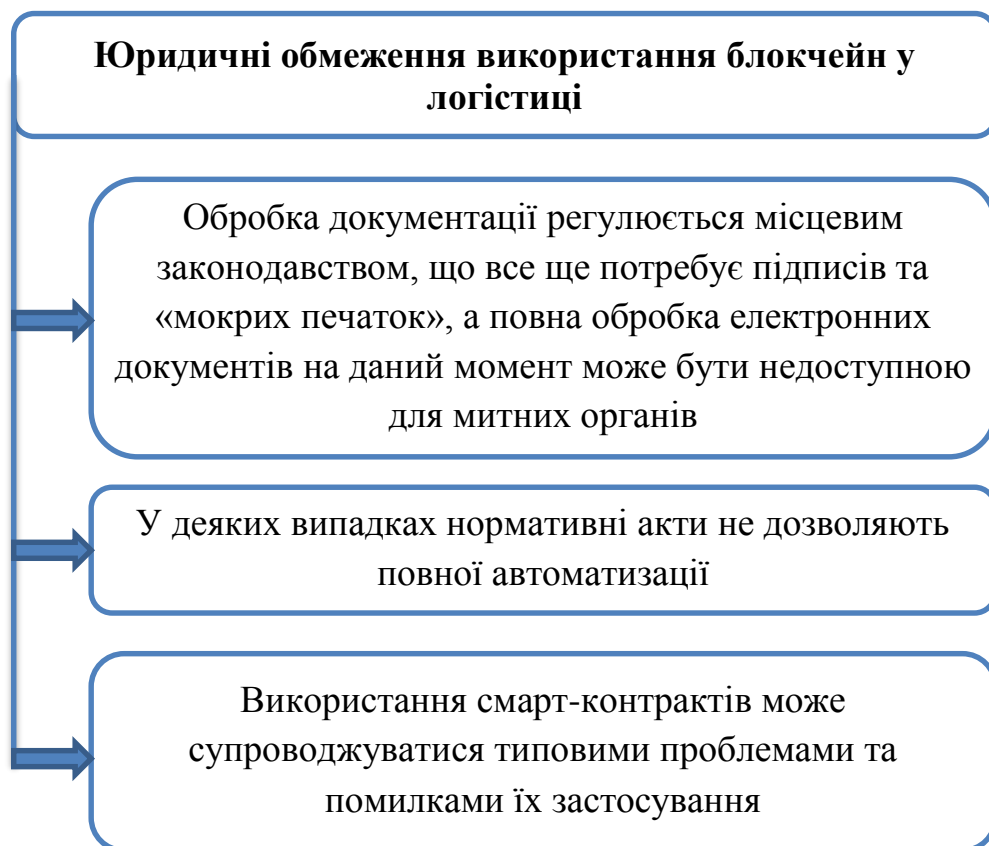 Юридичні обмеження використання блокчейн у
логістиці
Обробка документації регулюється місцевим
законодавством, що все ще потребує підписів та
«мокрих печаток», а повна обробка електронних
документів на даний момент може бути недоступною
для митних органів
У деяких випадках нормативні акти не дозволяють
повної автоматизації
Використання смарт-контрактів може
супроводжуватися типовими проблемами та
помилками їх застосування